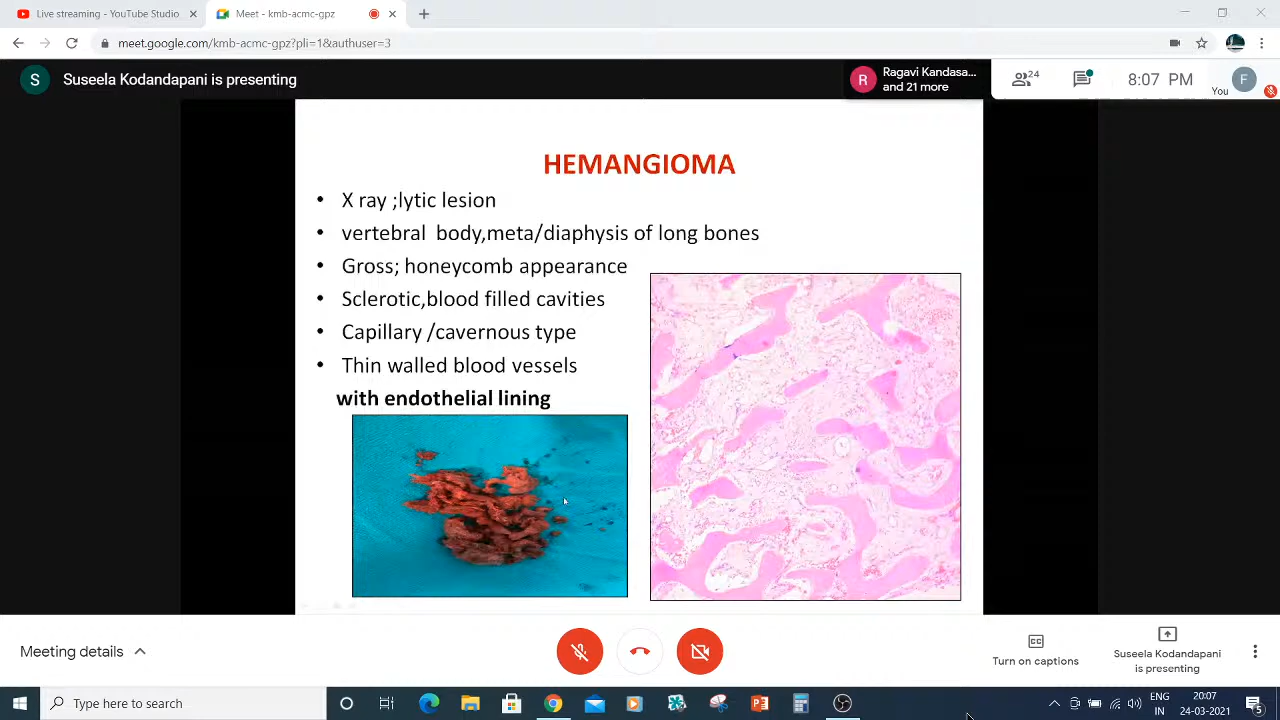 Live streaming - YouTube Studio
Meet - kmb-acmc-gpz
meet.google.com/kmb-acmc-gpz?pli=1&authuser=3
S
Suseela Kodandapani is presenting
R
Ragavi Kandasa...
and 21 more
24
8:07 PM
You
F
HEMANGIOMA
• X ray ;lytic lesion
• vertebral body,meta/diaphysis of long bones
• Gross; honeycomb appearance
• Sclerotic,blood filled cavities
• Capillary /cavernous type
• Thin walled blood vessels
with endothelial lining
Meeting details
Turn on captions
Suseela Kodandapani
is presenting
Type here to search
ENG
IN
20:07
24-03-2021
5